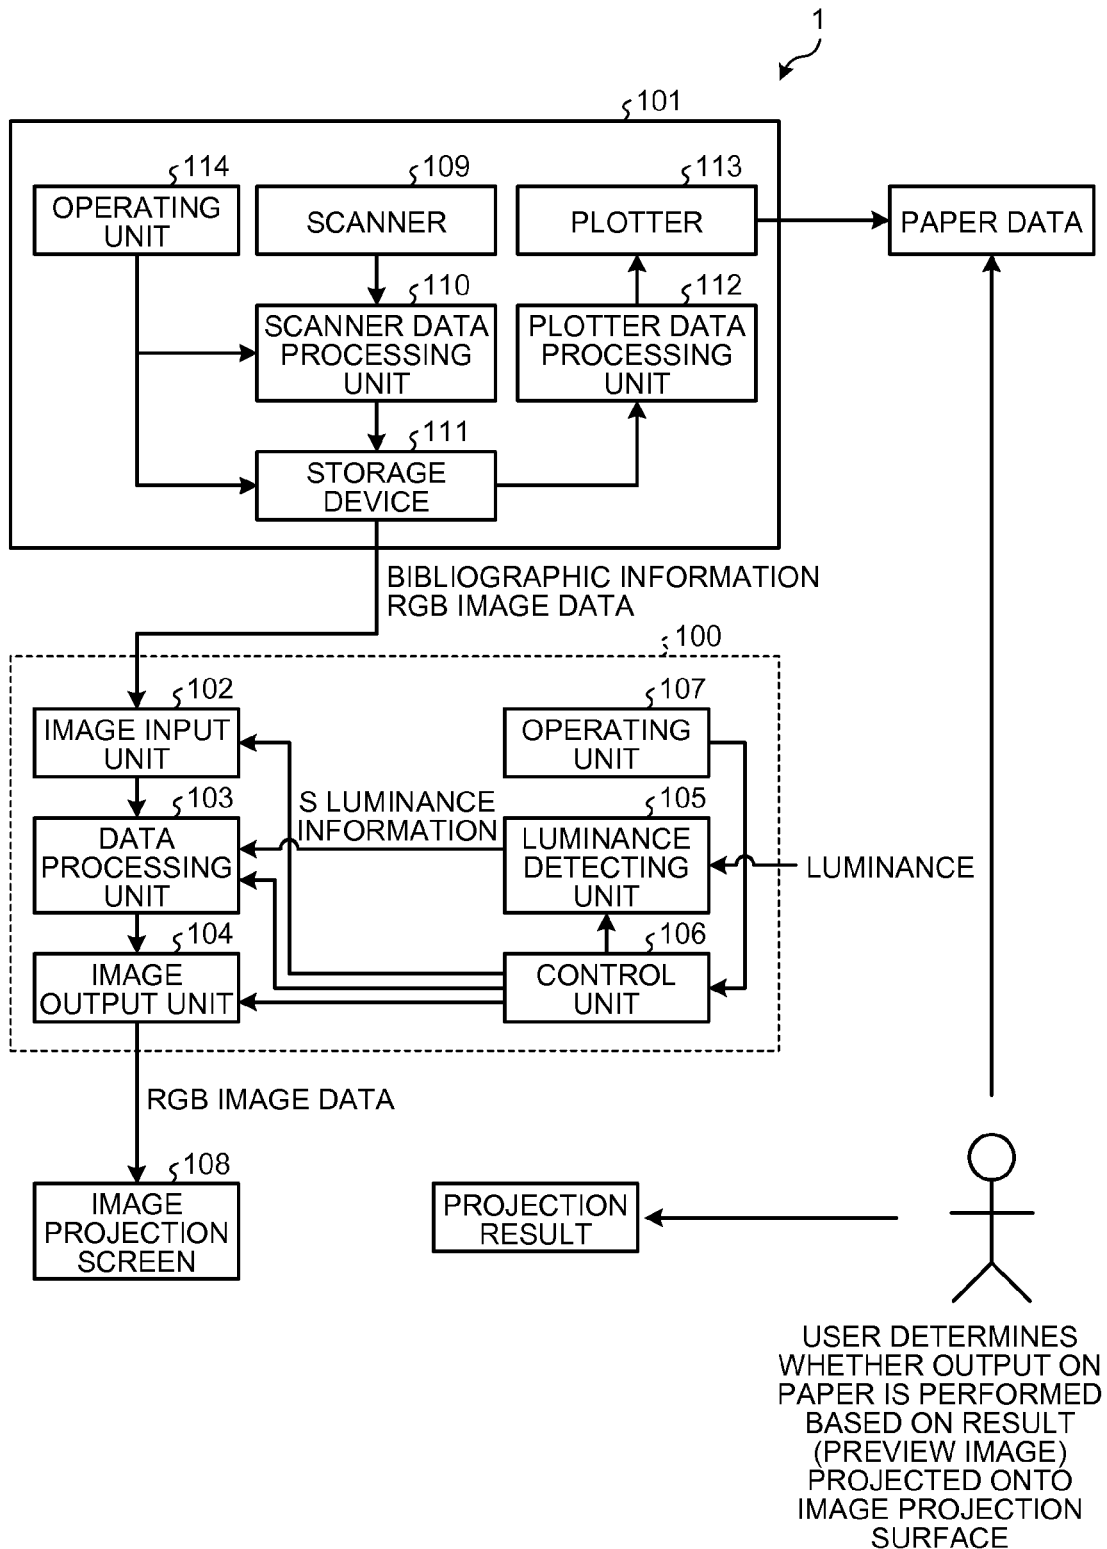 1
101
114
OPERATING
UNIT
109
SCANNER
113
PLOTTER
PAPER DATA
110
SCANNER DATA
PROCESSING
UNIT
112
PLOTTER DATA
PROCESSING
UNIT
111
STORAGE
DEVICE
BIBLIOGRAPHIC INFORMATION
RGB IMAGE DATA
100
102
IMAGE INPUT
UNIT
107
OPERATING
UNIT
103
DATA
PROCESSING
UNIT
S LUMINANCE
INFORMATION
105
LUMINANCE
DETECTING
UNIT
LUMINANCE
104
IMAGE
OUTPUT UNIT
106
CONTROL
UNIT
RGB IMAGE DATA
108
IMAGE
PROJECTION
SCREEN
PROJECTION
RESULT
USER DETERMINES
WHETHER OUTPUT ON
PAPER IS PERFORMED
BASED ON RESULT
(PREVIEW IMAGE)
PROJECTED ONTO
IMAGE PROJECTION
SURFACE